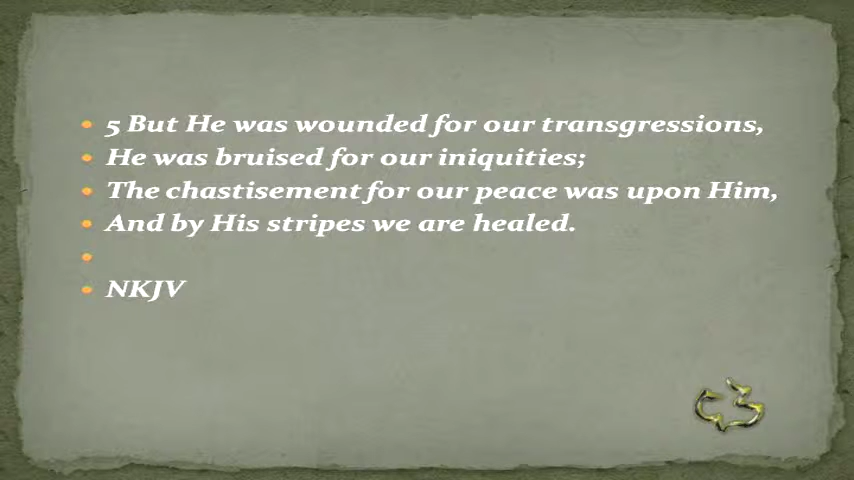 5 But He was wounded for our transgressions,
He was bruised for our iniquities;
The chastisement for our peace was upon Him,
And by His stripes we are healed.
NKJV
C3